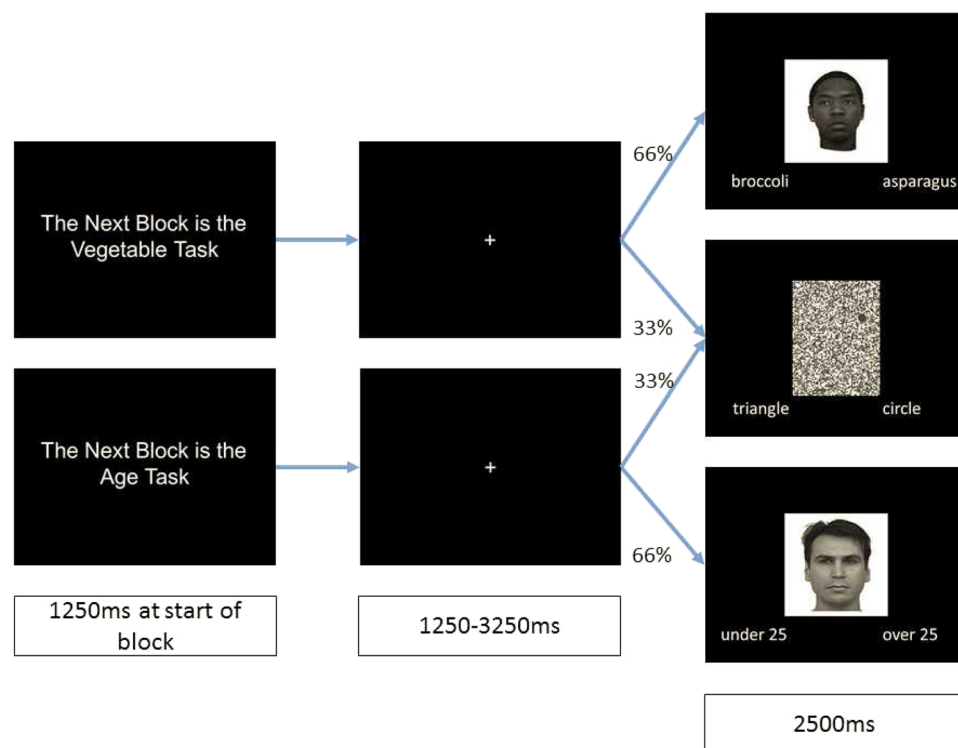 The Next Block is the
Vegetable Task
+
66%
33%
broccoli asparagus
triangle circle
The Next Block is the
Age Task
+
33%
66%
under 25 over 25
1250ms at start of
block
1250-3250ms
2500ms